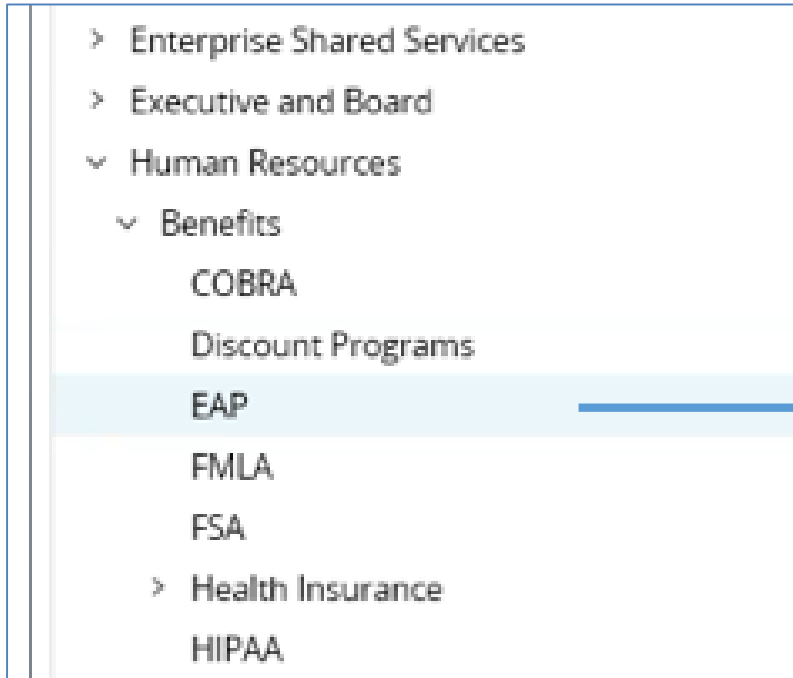 Enterprise Shared Services
Executive and Board
Human Resources
Benefits
COBRA
Discount Programs
EAP
FMLA
FSA
Health Insurance
HIPAA